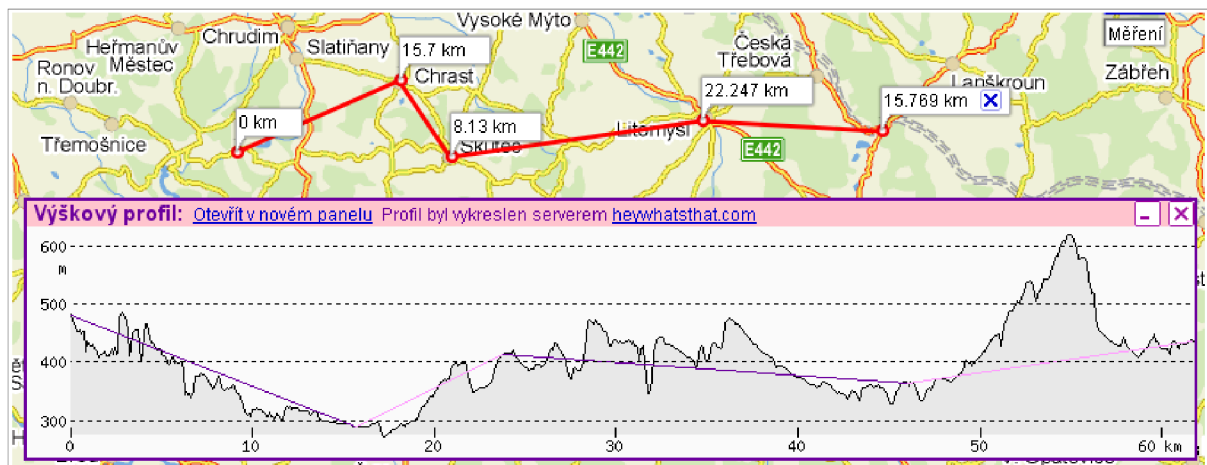 Vysoké Mýto
Heřmanův
Městec
Chrudim
Slatiňany
15.7 km
Chrast
E442
Česká
Třebová
Měření
Ronov
n. Doubr.
Lanškroun
Zábřeh
0 km
8.13 km
22.247 km
15.769 km
Třemošnice
Skuteč
Litomyšl
E442
Výškový profil: Otevřít v novém panelu Profil byl vykreslen serverem heywhatsthat.com
600
m
500
400
300
0 10 20 30 40 50 60 km